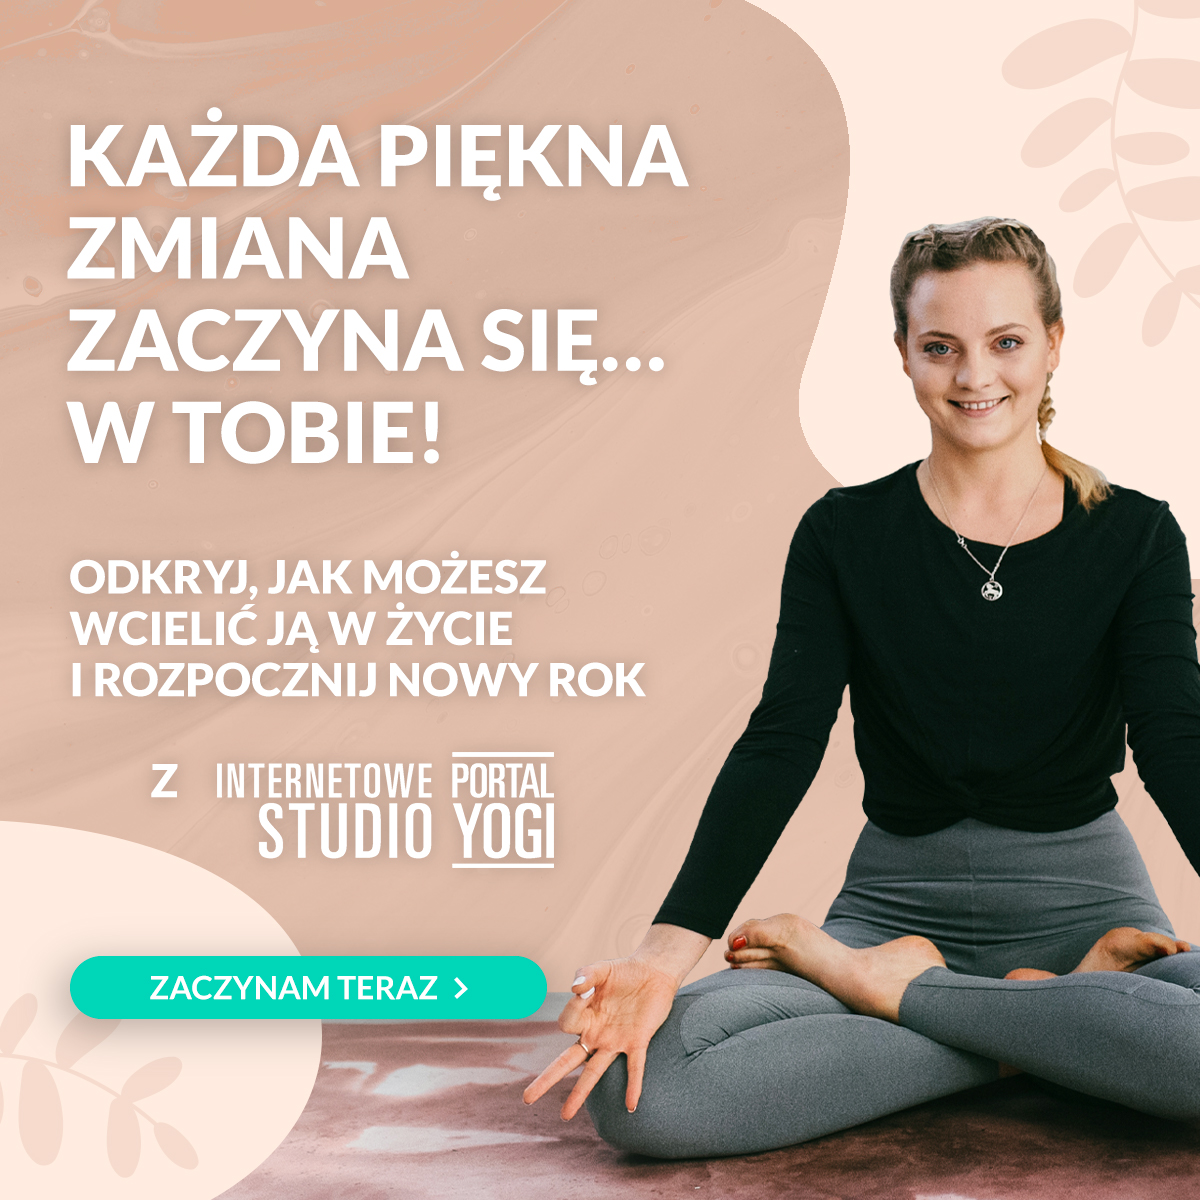 KAŻDA PIĘKNA
ZMIANA
ZACZYNA SIĘ...
W TOBIE!
ODKRYJ, JAK MOŻESZ
WCIELIĆ JĄ W ŻYCIE
I ROZPOCZNIJ NOWY ROK
Z INTERNETOWE STUDIO
PORTAL YOGI
ZACZYNAM TERAZ >